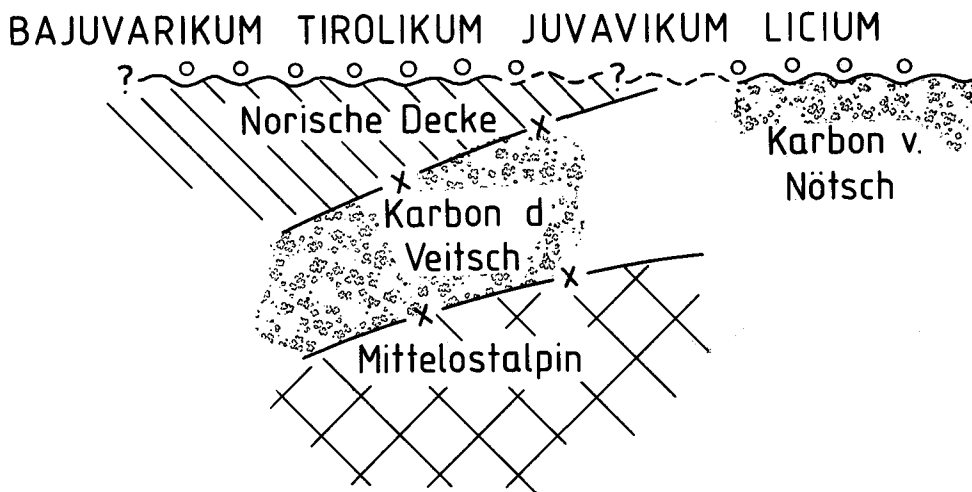 BAJUVARIKUM TIROLIKUM JUVAVIKUM LICIUM
? ?
Norische Decke
Karbon v.
Nötsch
Karbon d
Veitsch
Mittelostalpin